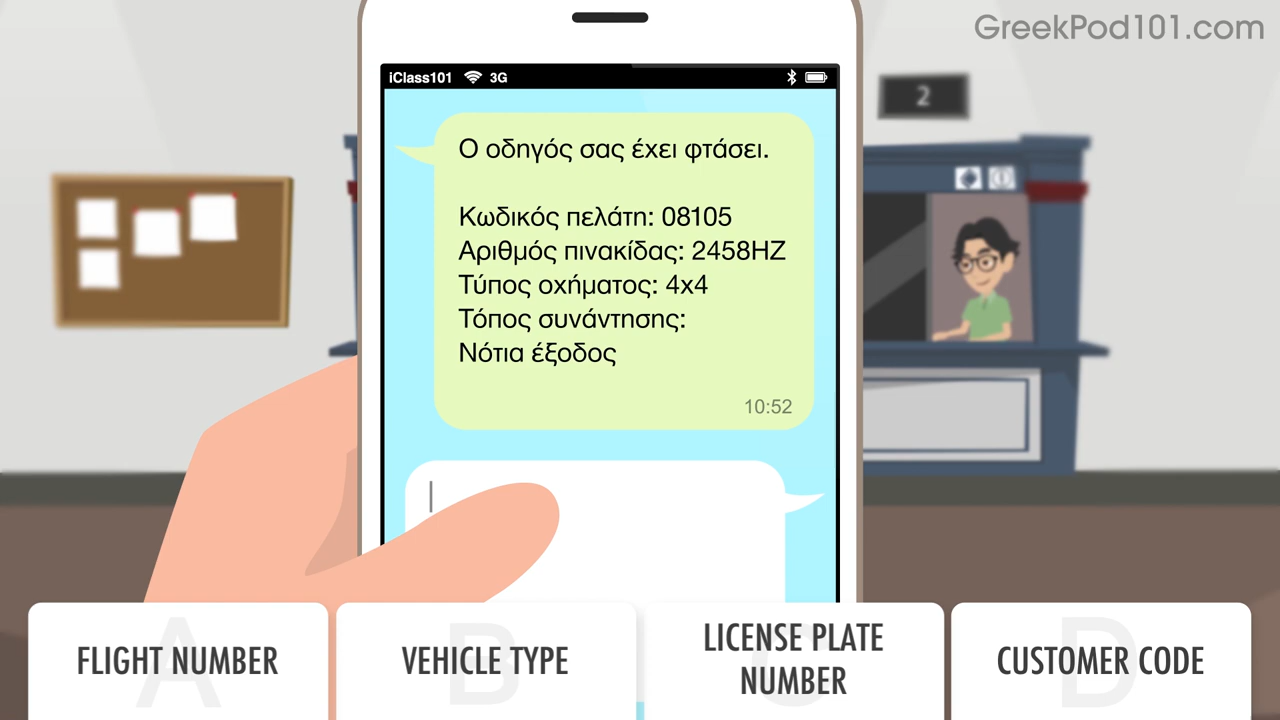 GreekPod101.com
iClass101 3G
2
Ο οδηγός σας έχει φτάσει.
Κωδικός πελάτη: 08105
Αριθμός πινακίδας: 2458HZ
Τύπος οχήματος: 4x4
Τόπος συνάντησης:
Νότια έξοδος
10:52
A
FLIGHT NUMBER
B
VEHICLE TYPE
C
LICENSE PLATE
NUMBER
D
CUSTOMER CODE